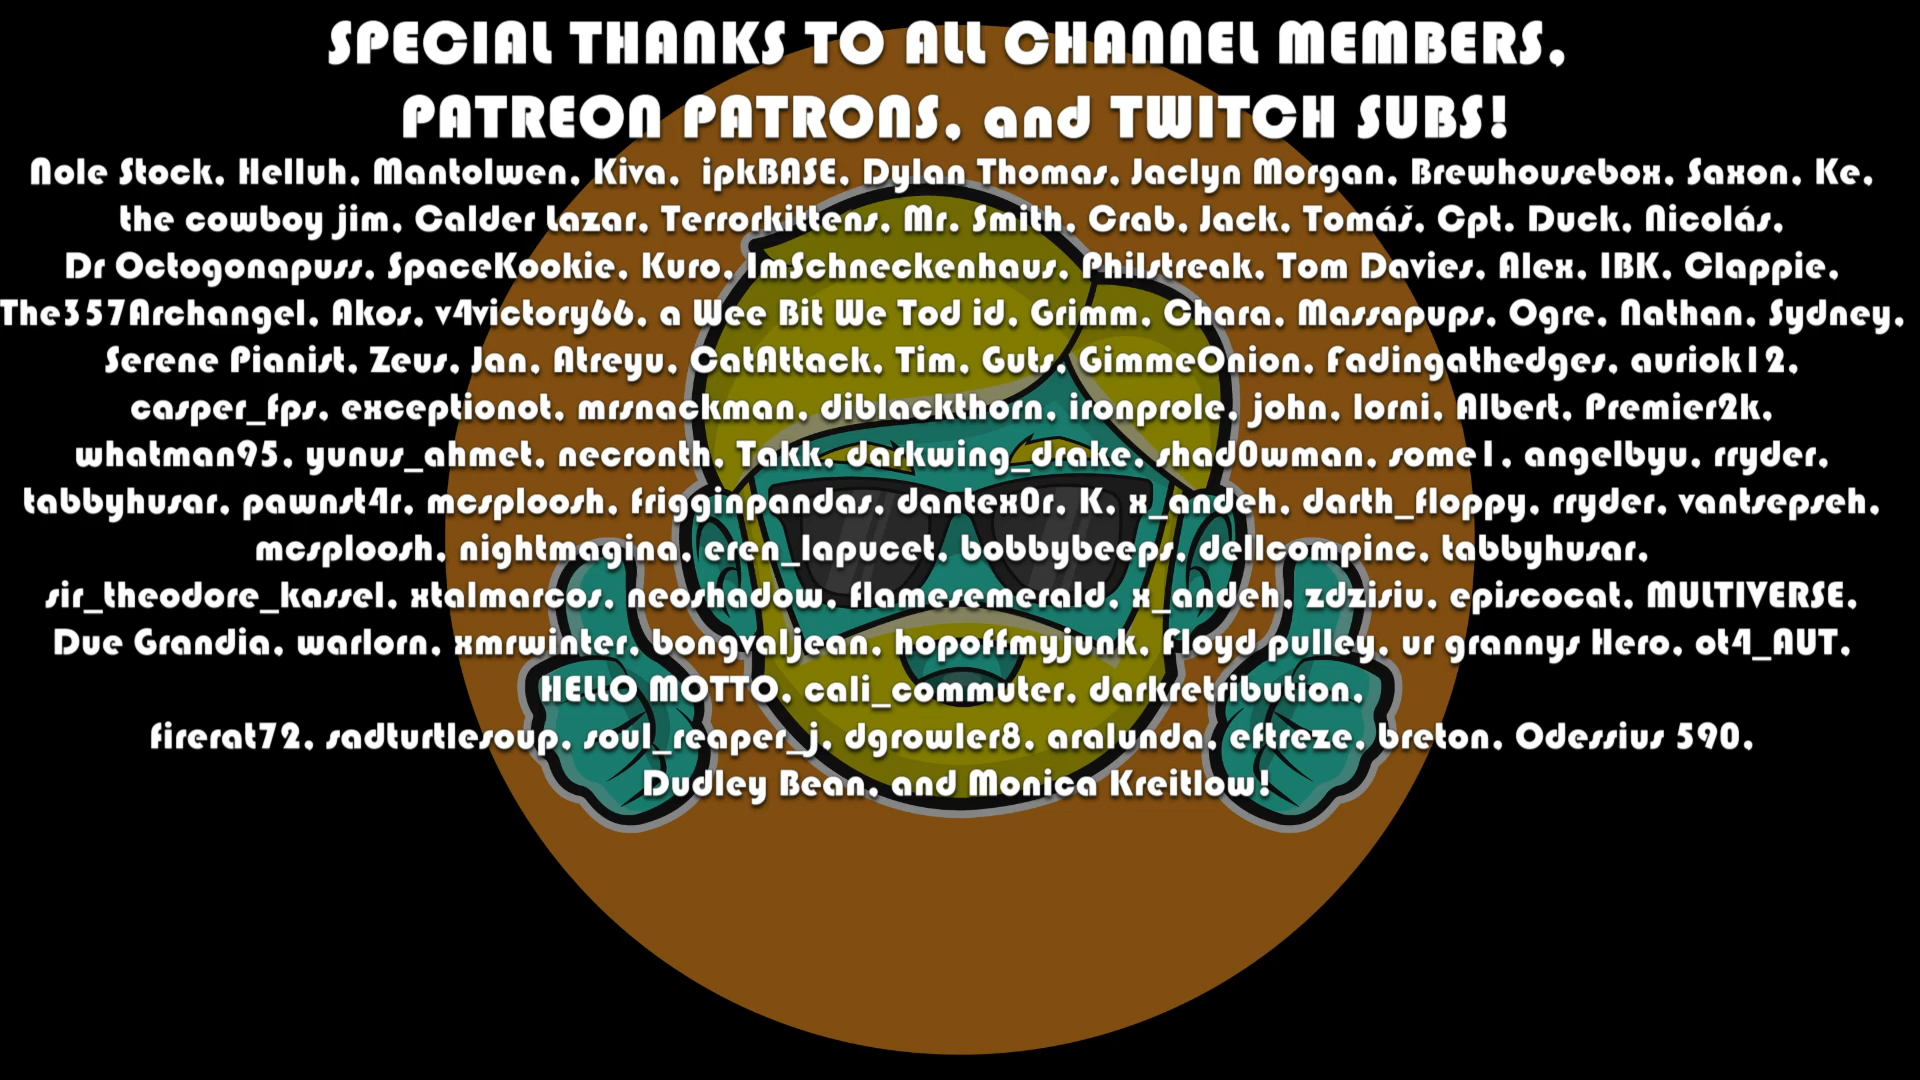 SPECIAL THANKS TO ALL CHANNEL MEMBERS,
PATREON PATRONS, and TWITCH SUBS!
Nole Stock, Helluh, Mantolwen, Kiva,  ipkBASE, Dylan Thomas, Jaclyn Morgan, Brewhousebox, Saxon, Ke,
the cowboy jim, Calder Lazar, Terrorkittens, Mr. Smith, Crab, Jack, Tomáš, Cpt. Duck, Nicolás,
Dr Octogonapuss, SpaceKookie, Kuro, ImSchneckenhaus, Philstreak, Tom Davies, Alex, IBK, Clappie,
The357Archangel, Akos, v4victory66, a Wee Bit We Tod id, Grimm, Chara, Massapups, Ogre, Nathan, Sydney,
Serene Pianist, Zeus, Jan, Atreyu, CatAttack, Tim, Guts, GimmeOnion, Fadingathedges, auriok12,
casper_fps, exceptionot, mrsnackman, diblackthorn, ironprole, john, lorni, Albert, Premier2k,
whatman95, yunus_ahmet, necronth, Takk, darkwing_drake, shad0wman, some1, angelbyu, rryder,
tabbyhusar, pawnst4r, mcsploosh, frigginpandas, dantex0r, K, x_andeh, darth_floppy, rryder, vantsepseh,
mcsploosh, nightmagina, eren_lapucet, bobbybeeps, dellcompinc, tabbyhusar,
sir_theodore_kassel, xtalmarcos, neoshadow, flamesemerald, x_andeh, zdzisiu, episcocat, MULTIVERSE,
Due Grandia, warlorn, xmrwinter, bongvaljean, hopoffmyjunk, Floyd pulley, ur grannys Hero, ot4_AUT,
HELLO MOTTO, cali_commuter, darkretribution,
firerat72, sadturtlesoup, soul_reaper_j, dgrowler8, aralunda, eftreze, breton, Odessius 590,
Dudley Bean, and Monica Kreitlow!